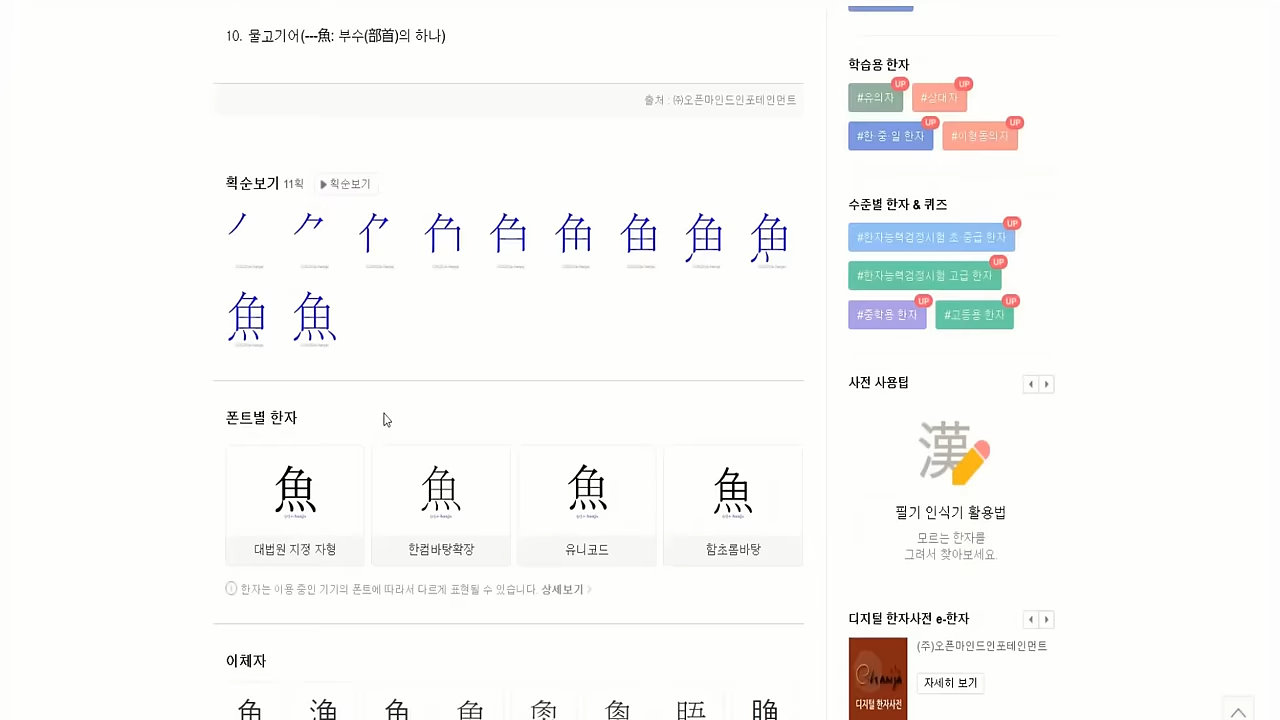 10. 물고기어(---魚: 부수(部首)의 하나)
출처 : ㈜오픈마인드인포테인먼트
획순보기 11획 획순보기
폰트별 한자
魚 魚 魚 魚
대법원 지정 자형 한컴바탕확장 유니코드 함초롬바탕
한자는 이용 중인 기기의 폰트에 따라서 다르게 표현될 수 있습니다. 상세보기
이체자
학습용 한자
#유의자 UP #상대자 UP
#한·중·일 한자 UP #이형동의자 UP
수준별 한자 & 퀴즈
#한자능력검정시험 초·중급 한자 UP
#한자능력검정시험 고급 한자 UP
#중학용 한자 UP #고등용 한자 UP
사전 사용팁
漢
필기 인식기 활용법
모르는 한자를
그려서 찾아보세요.
디지털 한자사전 e-한자
(주)오픈마인드인포테인먼트
자세히 보기
디지털 한자사전